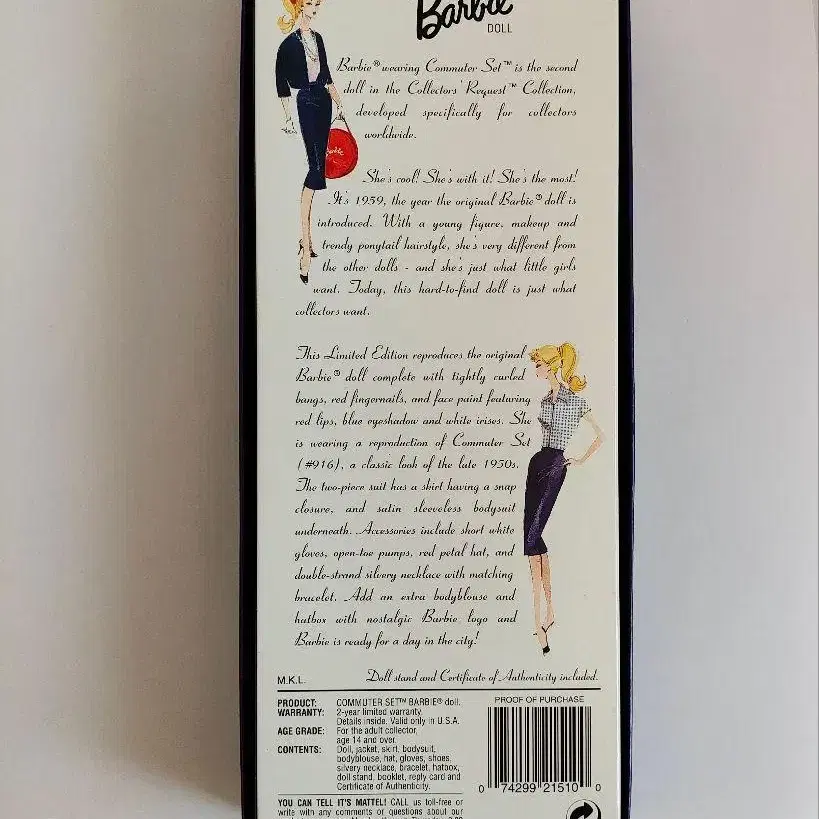 Barbie
DOLL
Barbie® wearing Commuter Set™ is the second
doll in the Collectors' Request™ Collection,
developed specifically for collectors
worldwide.
She's cool! She's with it! She's the most!
It's 1959, the year the original Barbie® doll is
introduced. With a young figure, makeup and
trendy ponytail hairstyle, she's very different from
the other dolls - and she's just what little girls
want. Today, this hard-to-find doll is just what
collectors want.
This Limited Edition reproduces the original
Barbie® doll complete with tightly curled
bangs, red fingernails, and face paint featuring
red lips, blue eyeshadow and white irises. She
is wearing a reproduction of Commuter Set
(#916), a classic look of the late 1950s.
The two-piece suit has a skirt having a snap
closure, and satin sleeveless bodysuit
underneath. Accessories include short white
gloves, open-toe pumps, red petal hat, and
double-strand silvery necklace with matching
bracelet. Add an extra bodyblouse and
hatbox with nostalgic Barbie logo and
Barbie is ready for a day in the city!
M.K.L.
Doll stand and Certificate of Authenticity included.
PRODUCT: COMMUTER SET™ BARBIE® doll.
WARRANTY: 2-year limited warranty.
Details inside. Valid only in U.S.A.
AGE GRADE: For the adult collector,
age 14 and over.
CONTENTS: Doll, jacket, skirt, bodysuit,
bodyblouse, hat, gloves, shoes,
silvery necklace, bracelet, hatbox,
doll stand, booklet, reply card and
Certificate of Authenticity.
PROOF OF PURCHASE
0 74299 21510 0
YOU CAN TELL IT'S MATTEL! CALL us toll-free or
write with any comments or questions about our